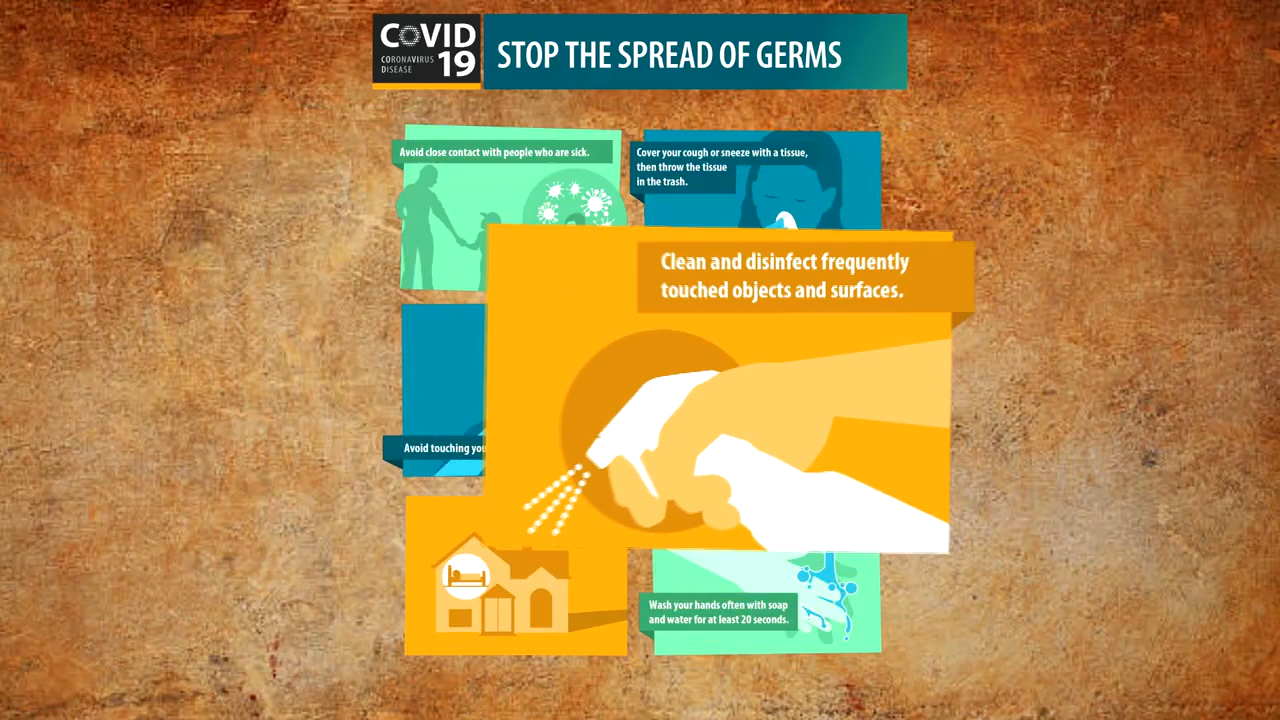 COVID
CORONAVIRUS
DISEASE
19
STOP THE SPREAD OF GERMS
Avoid close contact with people who are sick.
Cover your cough or sneeze with a tissue,
then throw the tissue
in the trash.
Clean and disinfect frequently
touched objects and surfaces.
Avoid touching
Wash your hands often with soap
and water for at least 20 seconds.